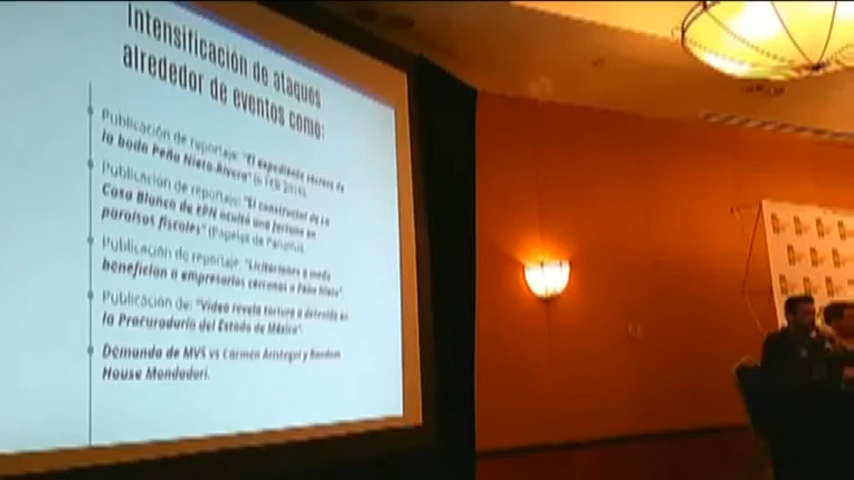 Intensificación de ataques
alrededor de eventos como:
Publicación de reportaje: "El expediente secreto de
la boda Peña Nieto-Rivera" (6 FEB 2016).
Publicación de reportaje: "El constructor de La
Casa Blanca de EPN ocultó una fortuna en
paraísos fiscales" (Papeles de Panamá).
Publicación de reportaje: "Licitaciones a modo
benefician a empresarios cercanos a Peña Nieto".
Publicación de: "Video revela tortura a detenido en
la Procuraduría del Estado de México".
Demanda de MVS vs Carmen Aristegui y Random
House Mondadori.